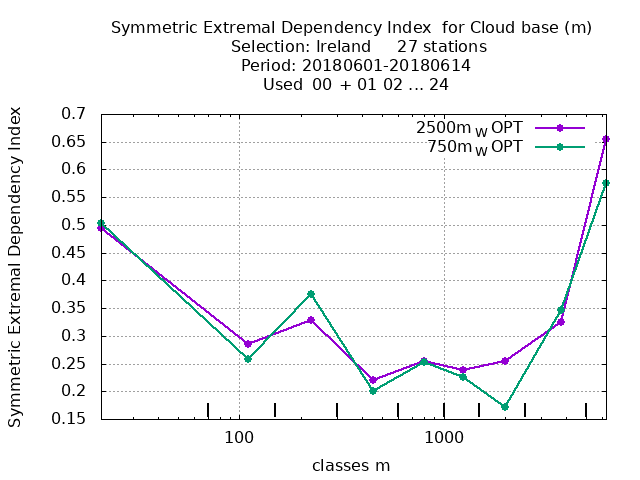 Symmetric Extremal Dependency Index  for Cloud base (m)
Selection: Ireland     27 stations
Period: 20180601-20180614
Used  00 + 01 02 ... 24
Symmetric Extremal Dependency Index
0.7
0.65
0.6
0.55
0.5
0.45
0.4
0.35
0.3
0.25
0.2
0.15
2500m W OPT
750m W OPT
100
1000
classes m